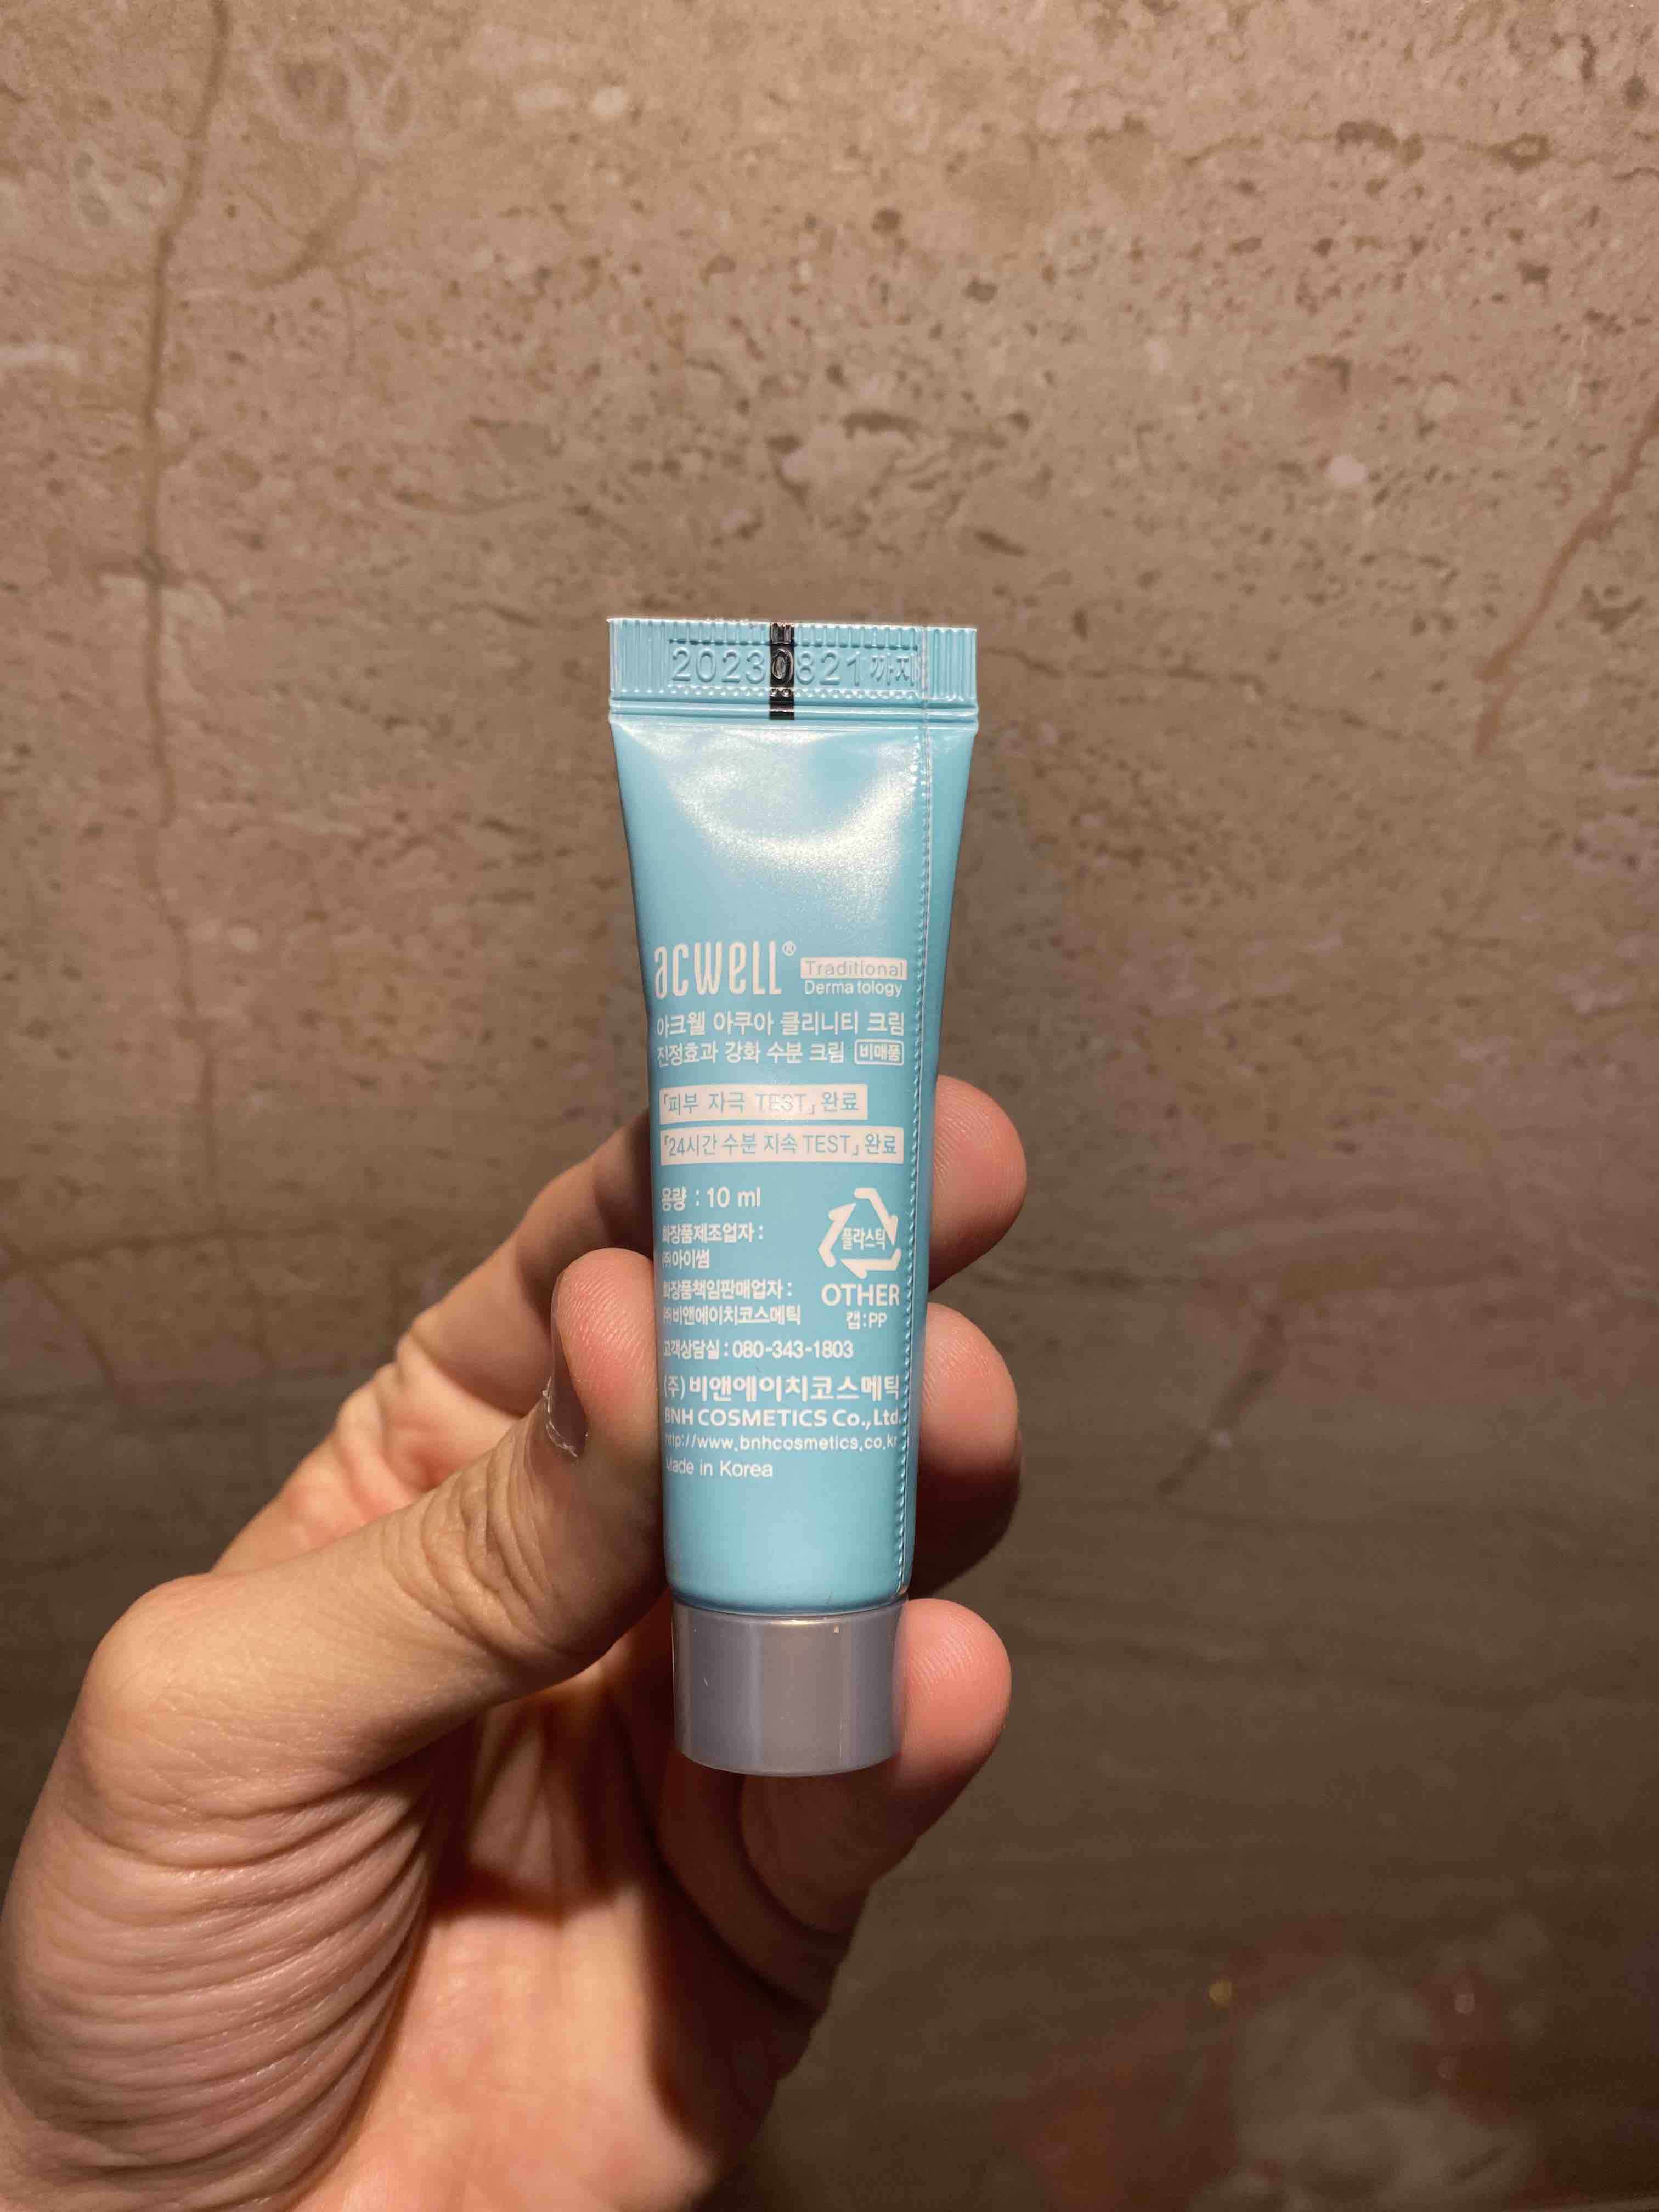 20230821까지
acwell® Traditional
Dermatology
아크웰 아쿠아 클리니티 크림
진정효과 강화 수분 크림 비매품
「피부 자극 TEST」완료
「24시간 수분 지속 TEST」완료
용량 : 10 ml
화장품제조업자 :
㈜아이썸
화장품책임판매업자 :
㈜비앤에이치코스메틱
플라스틱
OTHER
캡:PP
고객상담실 : 080-343-1803
(주)비앤에이치코스메틱
BNH COSMETICS Co., Ltd.
http://www.bnhcosmetics.co.kr
Made in Korea